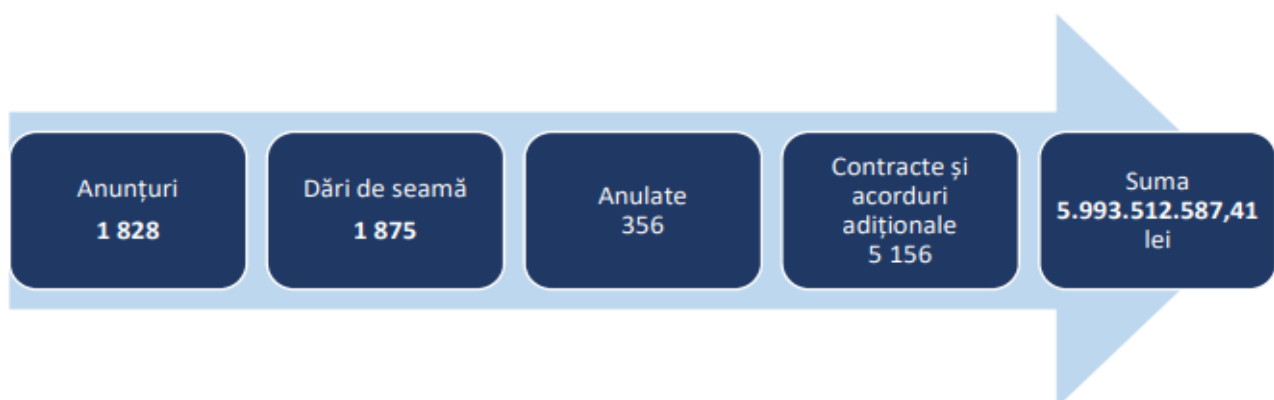 Anunțuri
1 828
Dări de seamă
1 875
Anulate
356
Contracte și
acorduri
adiționale
5 156
Suma
5.993.512.587,41
lei